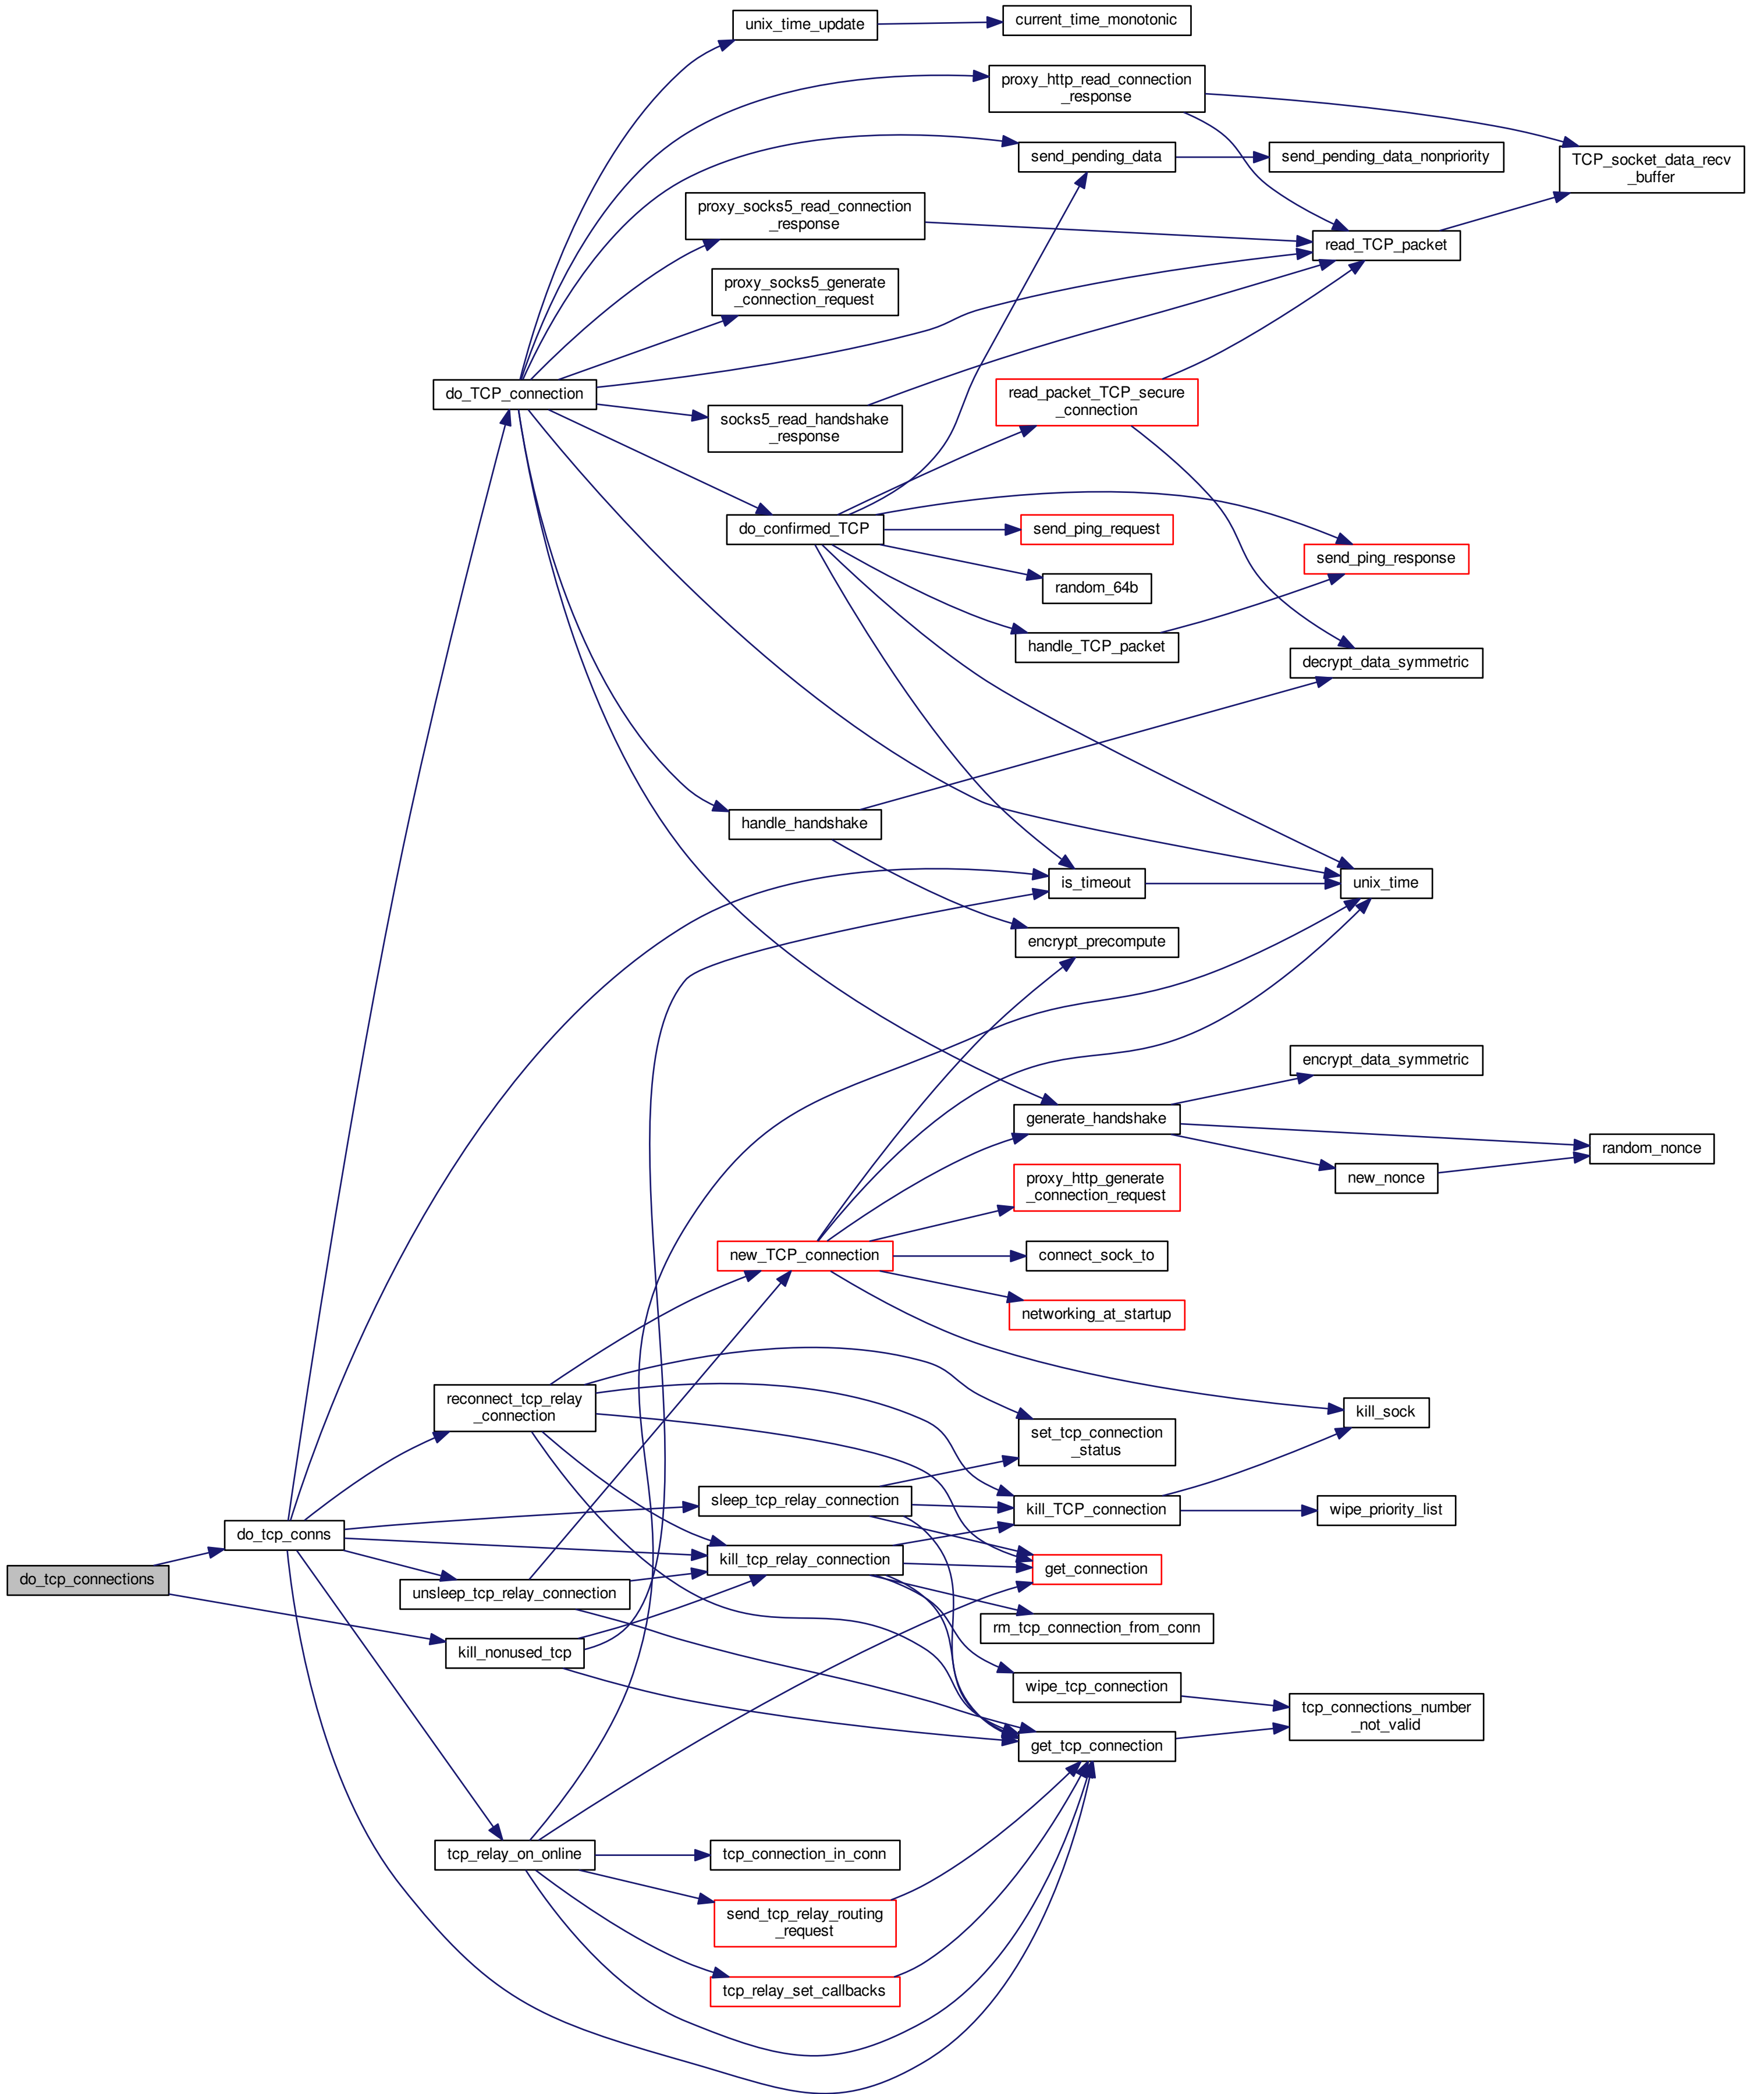 unix_time_update
current_time_monotonic
proxy_http_read_connection
_response
send_pending_data
send_pending_data_nonpriority
TCP_socket_data_recv
_buffer
proxy_socks5_read_connection
_response
read_TCP_packet
proxy_socks5_generate
_connection_request
do_TCP_connection
read_packet_TCP_secure
_connection
socks5_read_handshake
_response
do_confirmed_TCP
send_ping_request
send_ping_response
random_64b
handle_TCP_packet
decrypt_data_symmetric
handle_handshake
is_timeout
unix_time
encrypt_precompute
encrypt_data_symmetric
generate_handshake
random_nonce
new_nonce
proxy_http_generate
_connection_request
new_TCP_connection
connect_sock_to
networking_at_startup
reconnect_tcp_relay
_connection
kill_sock
set_tcp_connection
_status
sleep_tcp_relay_connection
kill_TCP_connection
wipe_priority_list
do_tcp_conns
kill_tcp_relay_connection
get_connection
do_tcp_connections
unsleep_tcp_relay_connection
rm_tcp_connection_from_conn
kill_nonused_tcp
wipe_tcp_connection
tcp_connections_number
_not_valid
get_tcp_connection
tcp_relay_on_online
tcp_connection_in_conn
send_tcp_relay_routing
_request
tcp_relay_set_callbacks